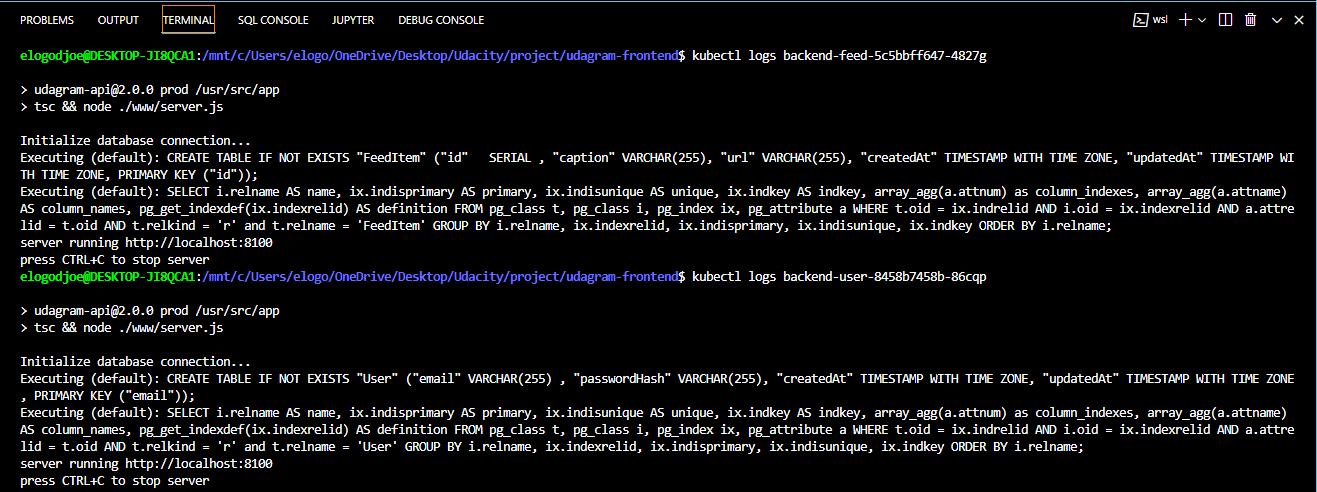 PROBLEMS OUTPUT TERMINAL SQL CONSOLE JUPYTER DEBUG CONSOLE wsl
elogodjoe@DESKTOP-JI8QCA1:/mnt/c/Users/elogo/OneDrive/Desktop/Udacity/project/udagram-frontend$ kubectl logs backend-feed-5c5bbff647-4827g
> udagram-api@2.0.0 prod /usr/src/app
> tsc && node ./www/server.js
Initialize database connection...
Executing (default): CREATE TABLE IF NOT EXISTS "FeedItem" ("id"   SERIAL , "caption" VARCHAR(255), "url" VARCHAR(255), "createdAt" TIMESTAMP WITH TIME ZONE, "updatedAt" TIMESTAMP WI
TH TIME ZONE, PRIMARY KEY ("id"));
Executing (default): SELECT i.relname AS name, ix.indisprimary AS primary, ix.indisunique AS unique, ix.indkey AS indkey, array_agg(a.attnum) as column_indexes, array_agg(a.attname)
AS column_names, pg_get_indexdef(ix.indexrelid) AS definition FROM pg_class t, pg_class i, pg_index ix, pg_attribute a WHERE t.oid = ix.indrelid AND i.oid = ix.indexrelid AND a.attre
lid = t.oid AND t.relkind = 'r' and t.relname = 'FeedItem' GROUP BY i.relname, ix.indexrelid, ix.indisprimary, ix.indisunique, ix.indkey ORDER BY i.relname;
server running http://localhost:8100
press CTRL+C to stop server
elogodjoe@DESKTOP-JI8QCA1:/mnt/c/Users/elogo/OneDrive/Desktop/Udacity/project/udagram-frontend$ kubectl logs backend-user-8458b7458b-86cqp
> udagram-api@2.0.0 prod /usr/src/app
> tsc && node ./www/server.js
Initialize database connection...
Executing (default): CREATE TABLE IF NOT EXISTS "User" ("email" VARCHAR(255) , "passwordHash" VARCHAR(255), "createdAt" TIMESTAMP WITH TIME ZONE, "updatedAt" TIMESTAMP WITH TIME ZONE
, PRIMARY KEY ("email"));
Executing (default): SELECT i.relname AS name, ix.indisprimary AS primary, ix.indisunique AS unique, ix.indkey AS indkey, array_agg(a.attnum) as column_indexes, array_agg(a.attname)
AS column_names, pg_get_indexdef(ix.indexrelid) AS definition FROM pg_class t, pg_class i, pg_index ix, pg_attribute a WHERE t.oid = ix.indrelid AND i.oid = ix.indexrelid AND a.attre
lid = t.oid AND t.relkind = 'r' and t.relname = 'User' GROUP BY i.relname, ix.indexrelid, ix.indisprimary, ix.indisunique, ix.indkey ORDER BY i.relname;
server running http://localhost:8100
press CTRL+C to stop server